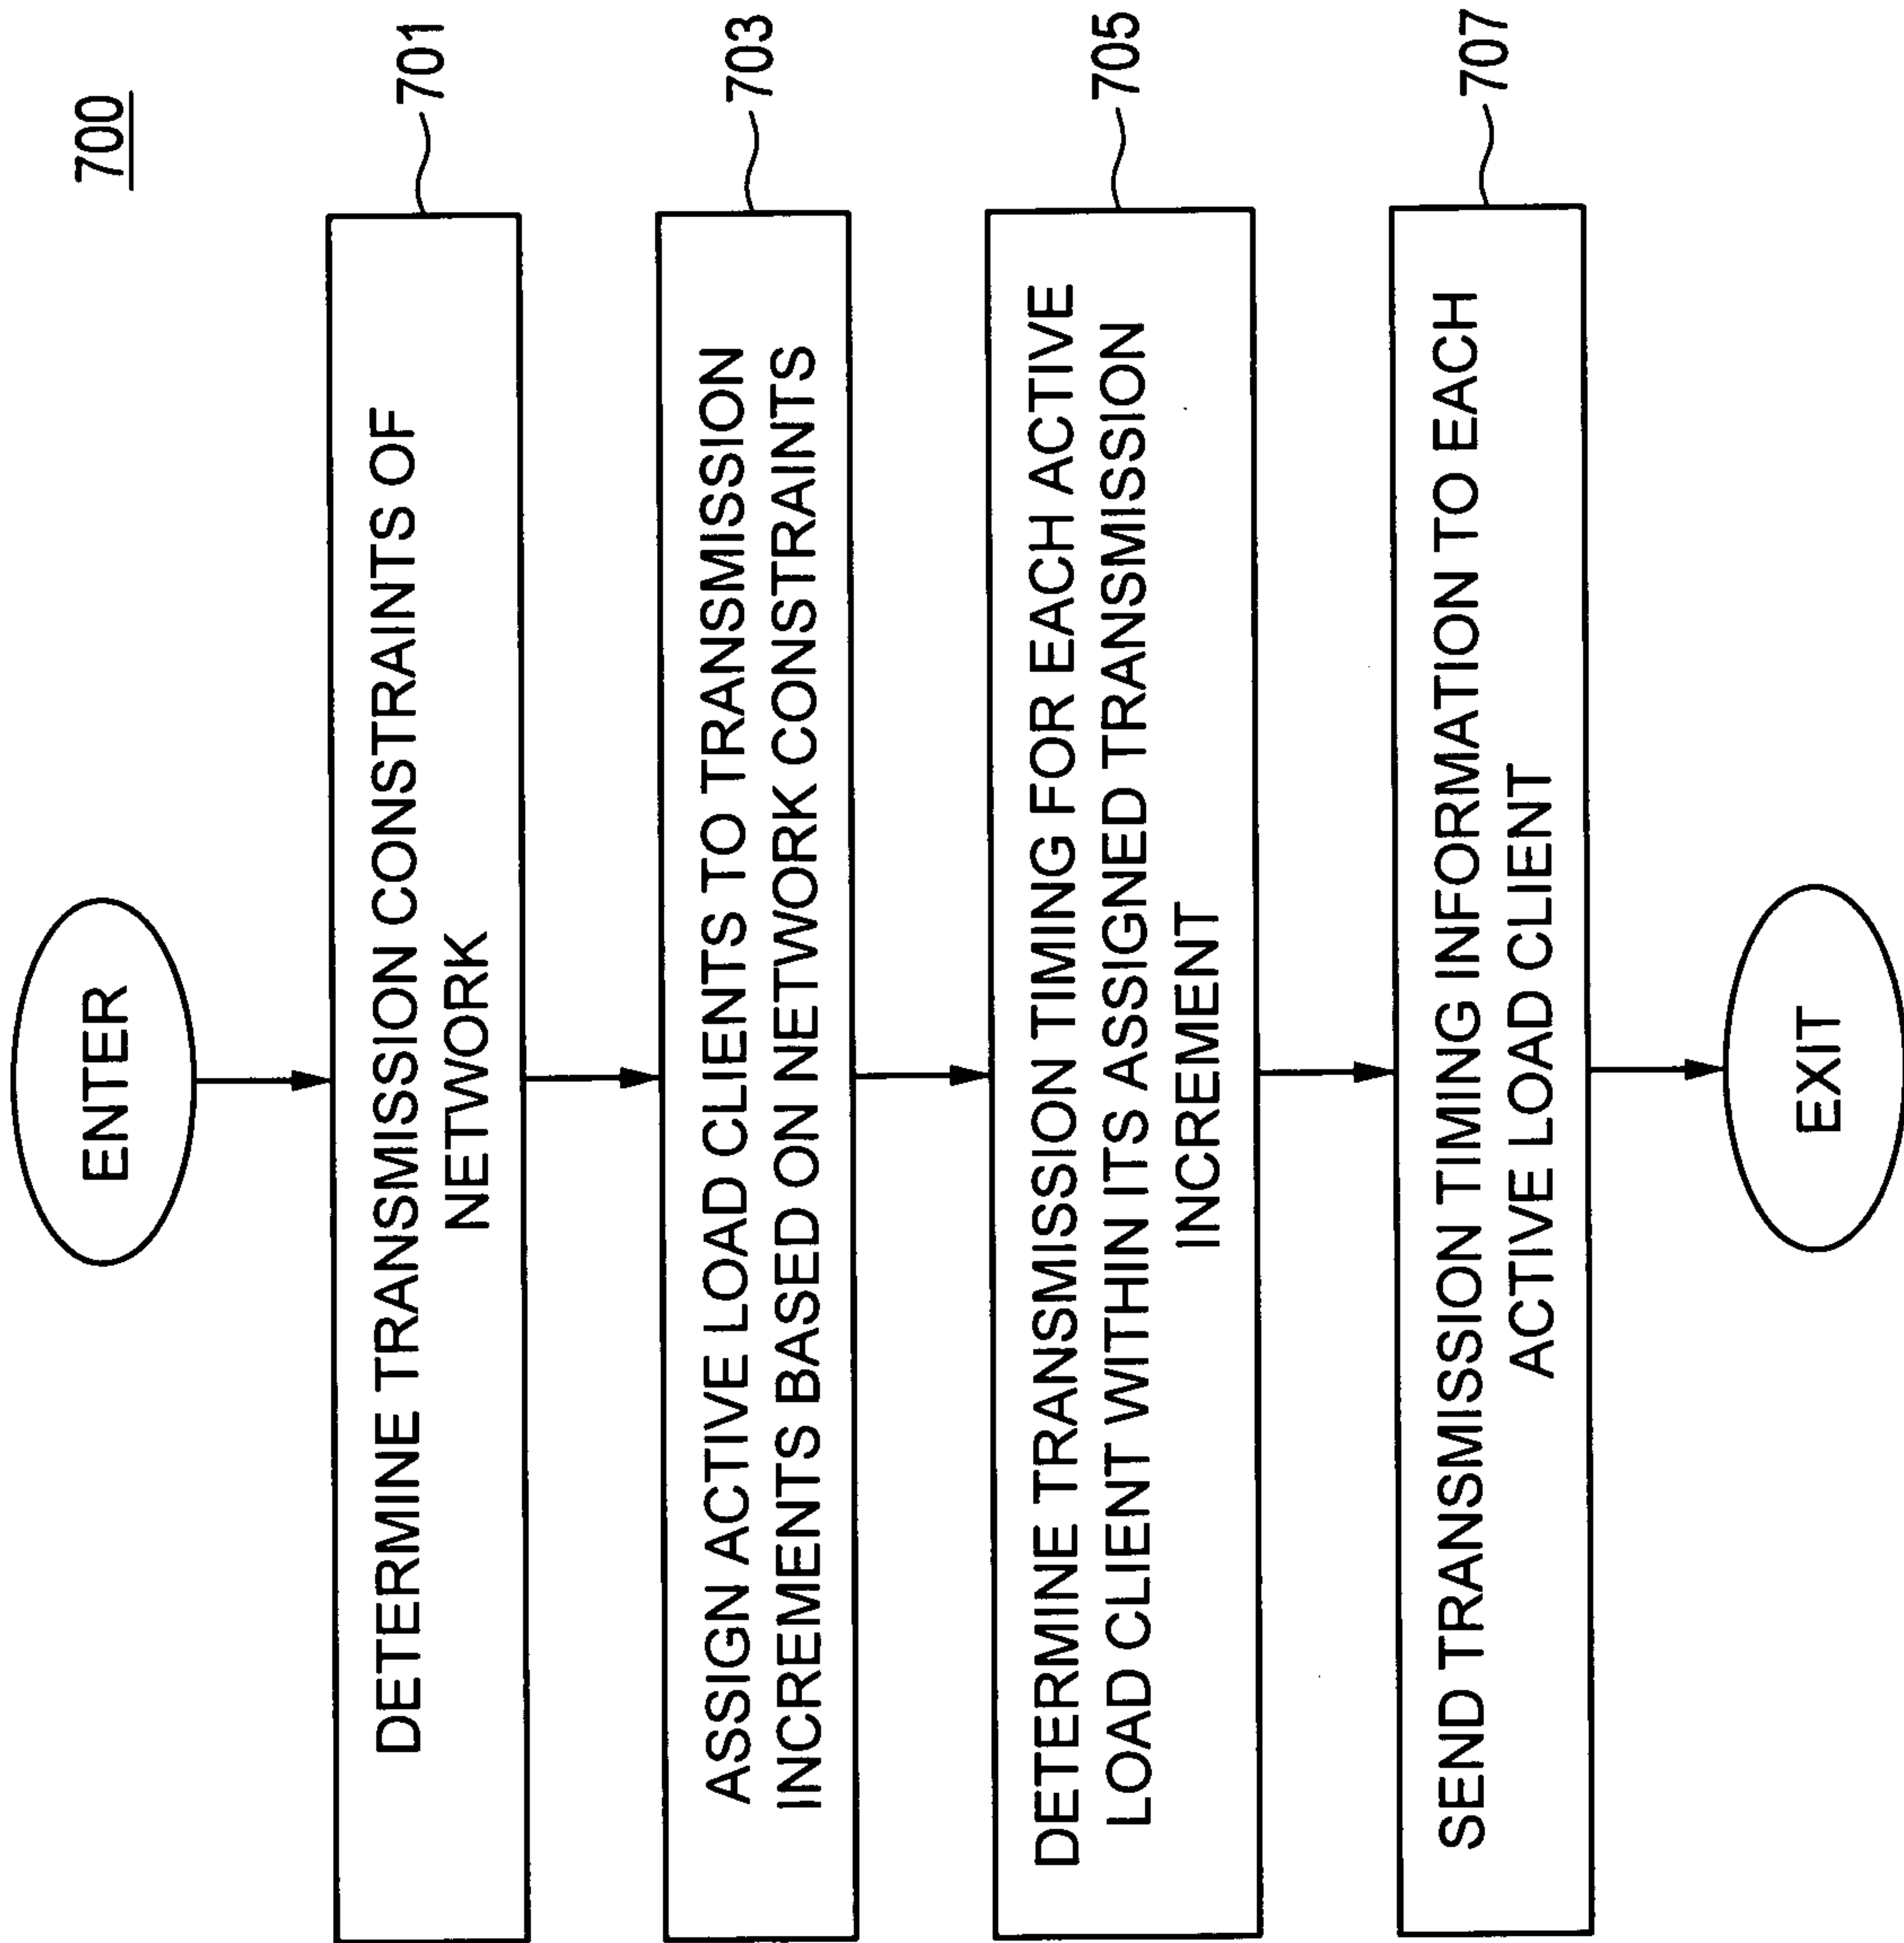 700
ENTER
DETERMINE TRANSMISSION CONSTRAINTS OF
NETWORK
701
ASSIGN ACTIVE LOAD CLIENTS TO TRANSMISSION
INCREMENTS BASED ON NETWORK CONSTRAINTS
703
DETERMINE TRANSMISSION TIMING FOR EACH ACTIVE
LOAD CLIENT WITHIN ITS ASSIGNED TRANSMISSION
INCREMENT
705
SEND TRANSMISSION TIMING INFORMATION TO EACH
ACTIVE LOAD CLIENT
707
EXIT